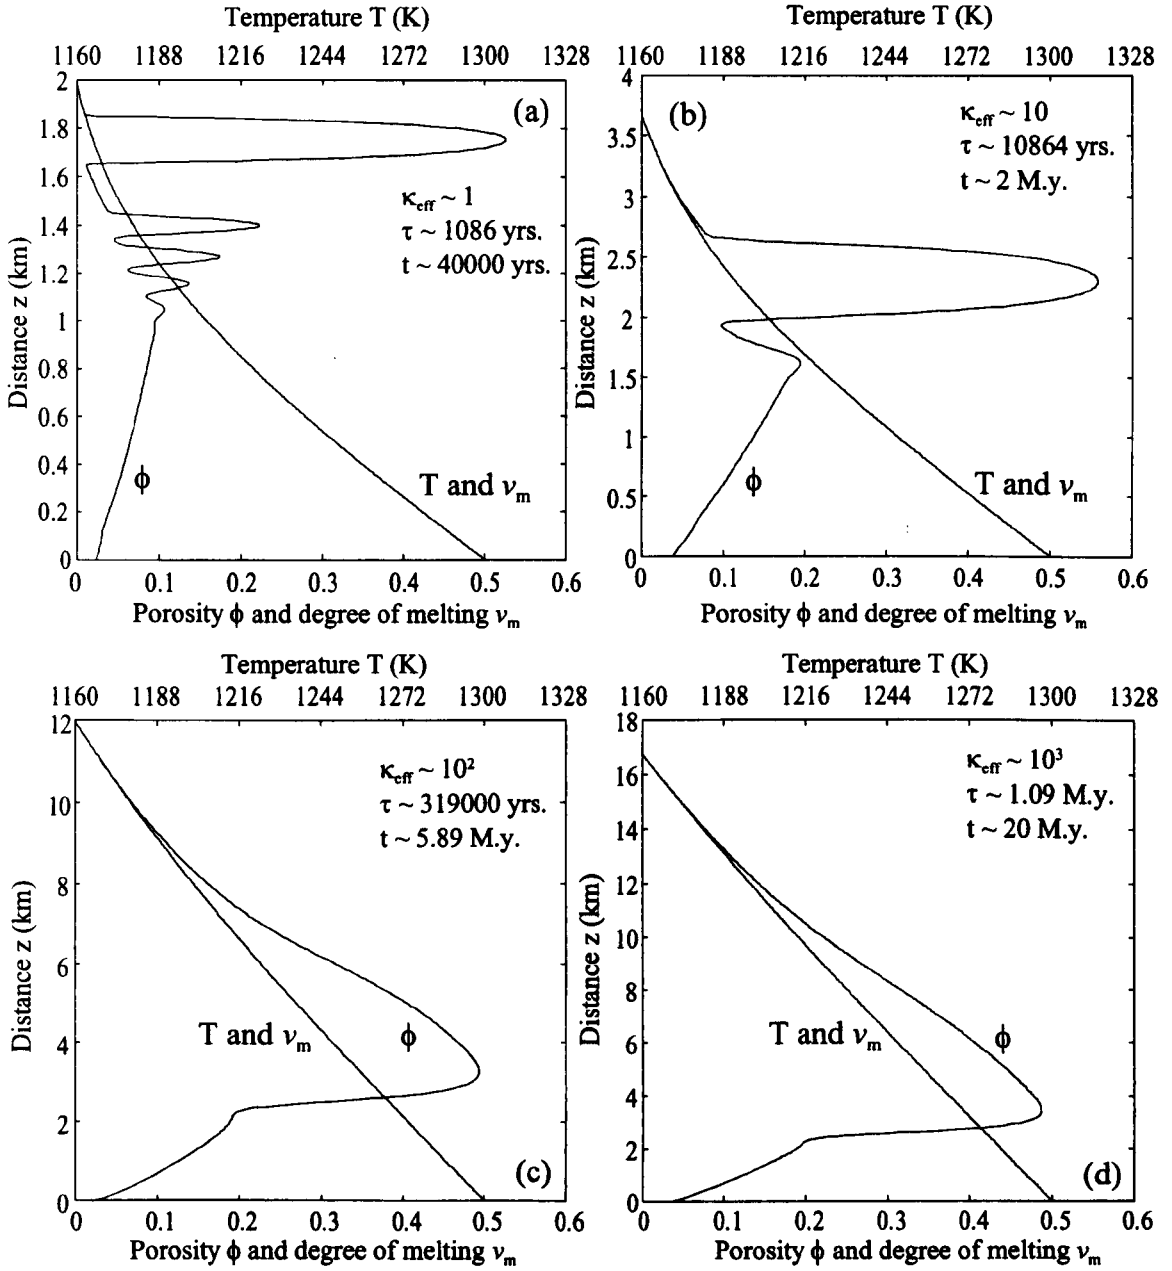 Temperature T (K)
1160 1188 1216 1244 1272 1300 1328
2
1.8
1.6
1.4
1.2
1
0.8
0.6
0.4
0.2
0
Distance z (km)
(a)
κeff ~ 1
τ ~ 1086 yrs.
t ~ 40000 yrs.
ϕ
T and νm
0 0.1 0.2 0.3 0.4 0.5 0.6
Porosity ϕ and degree of melting νm
Temperature T (K)
1160 1188 1216 1244 1272 1300 1328
4
3.5
3
2.5
2
1.5
1
0.5
0
Distance z (km)
(b)
κeff ~ 10
τ ~ 10864 yrs.
t ~ 2 M.y.
ϕ
T and νm
0 0.1 0.2 0.3 0.4 0.5 0.6
Porosity ϕ and degree of melting νm
Temperature T (K)
1160 1188 1216 1244 1272 1300 1328
12
10
8
6
4
2
0
Distance z (km)
κeff ~ 10²
τ ~ 319000 yrs.
t ~ 5.89 M.y.
T and νm
ϕ
(c)
0 0.1 0.2 0.3 0.4 0.5 0.6
Porosity ϕ and degree of melting νm
Temperature T (K)
1160 1188 1216 1244 1272 1300 1328
18
16
14
12
10
8
6
4
2
0
Distance z (km)
κeff ~ 10³
τ ~ 1.09 M.y.
t ~ 20 M.y.
T and νm
ϕ
(d)
0 0.1 0.2 0.3 0.4 0.5 0.6
Porosity ϕ and degree of melting νm